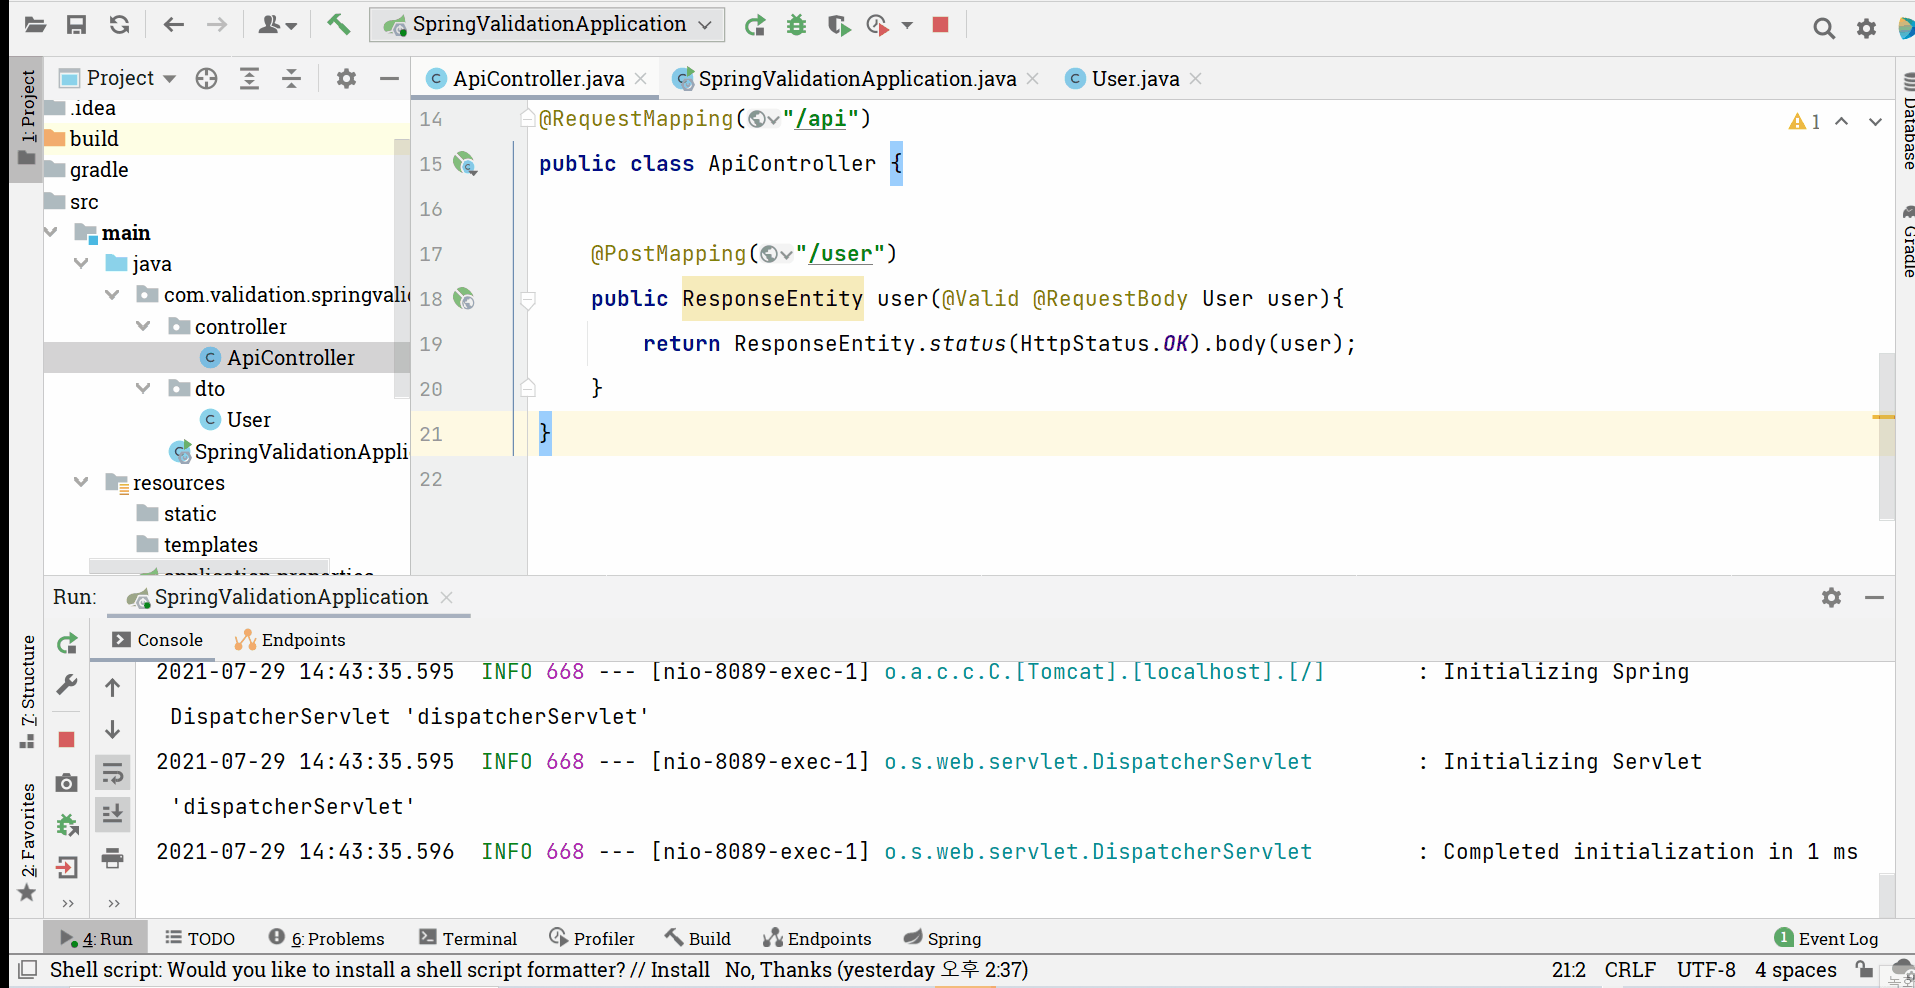 SpringValidationApplication
Project
ApiController.java
SpringValidationApplication.java
User.java
1: Project
.idea
build
gradle
src
main
java
com.validation.springvali
controller
ApiController
dto
User
SpringValidationAppli
resources
static
templates
application.properties
14 @RequestMapping("/api")
15 public class ApiController {
16
17 @PostMapping("/user")
18 public ResponseEntity user(@Valid @RequestBody User user){
19 return ResponseEntity.status(HttpStatus.OK).body(user);
20 }
21 }
22
1
Database
Gradle
Run: SpringValidationApplication
Console Endpoints
7: Structure
2: Favorites
2021-07-29 14:43:35.595 INFO 668 --- [nio-8089-exec-1] o.a.c.c.C.[Tomcat].[localhost].[/] : Initializing Spring
DispatcherServlet 'dispatcherServlet'
2021-07-29 14:43:35.595 INFO 668 --- [nio-8089-exec-1] o.s.web.servlet.DispatcherServlet : Initializing Servlet
'dispatcherServlet'
2021-07-29 14:43:35.596 INFO 668 --- [nio-8089-exec-1] o.s.web.servlet.DispatcherServlet : Completed initialization in 1 ms
4: Run TODO 6: Problems Terminal Profiler Build Endpoints Spring 1 Event Log
Shell script: Would you like to install a shell script formatter? // Install No, Thanks (yesterday 오후 2:37) 21:2 CRLF UTF-8 4 spaces